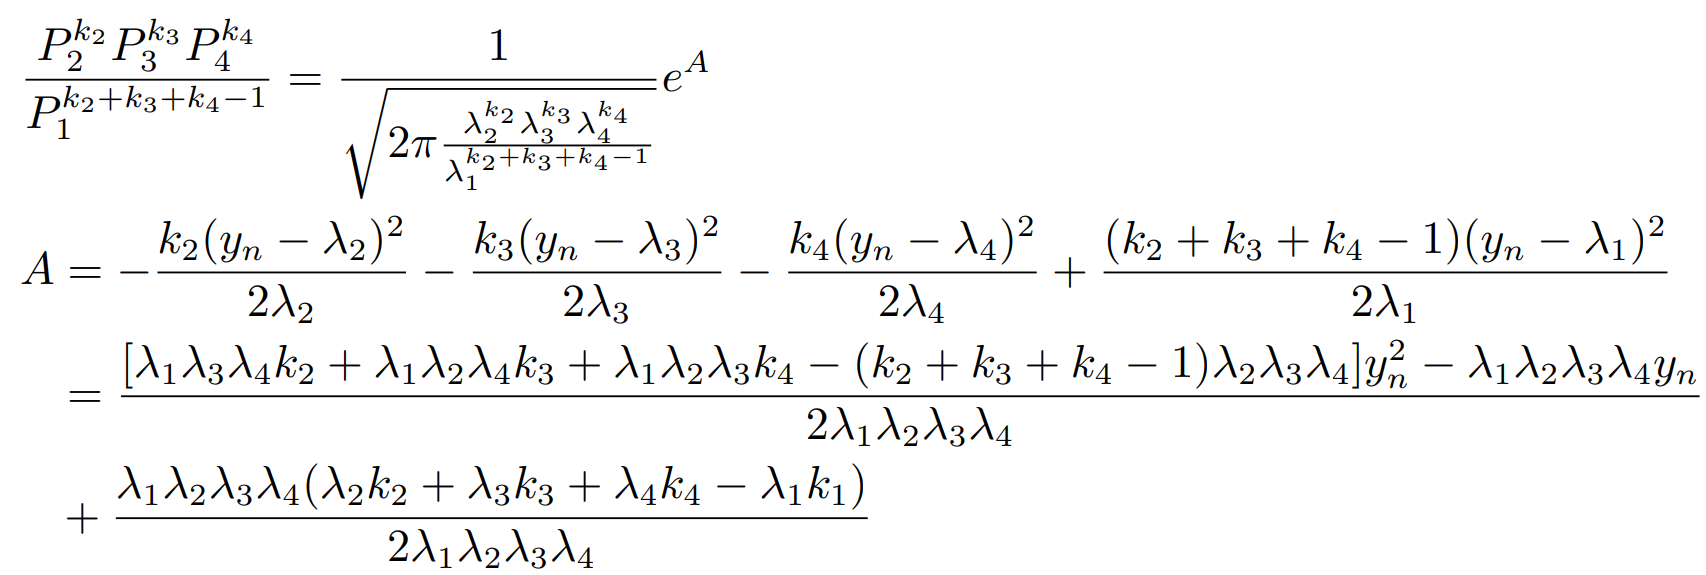 \frac{P_2^{k_2} P_3^{k_3} P_4^{k_4}}{P_1^{k_2+k_3+k_4-1}} = \frac{1}{\sqrt{2\pi \frac{\lambda_2^{k_2} \lambda_3^{k_3} \lambda_4^{k_4}}{\lambda_1^{k_2+k_3+k_4-1}}}} e^A
A = -\frac{k_2(y_n - \lambda_2)^2}{2\lambda_2} - \frac{k_3(y_n - \lambda_3)^2}{2\lambda_3} - \frac{k_4(y_n - \lambda_4)^2}{2\lambda_4} + \frac{(k_2 + k_3 + k_4 - 1)(y_n - \lambda_1)^2}{2\lambda_1}
= \frac{[\lambda_1\lambda_3\lambda_4 k_2 + \lambda_1\lambda_2\lambda_4 k_3 + \lambda_1\lambda_2\lambda_3 k_4 - (k_2 + k_3 + k_4 - 1)\lambda_2\lambda_3\lambda_4] y_n^2 - \lambda_1\lambda_2\lambda_3\lambda_4 y_n}{2\lambda_1\lambda_2\lambda_3\lambda_4}
+ \frac{\lambda_1\lambda_2\lambda_3\lambda_4(\lambda_2 k_2 + \lambda_3 k_3 + \lambda_4 k_4 - \lambda_1 k_1)}{2\lambda_1\lambda_2\lambda_3\lambda_4}